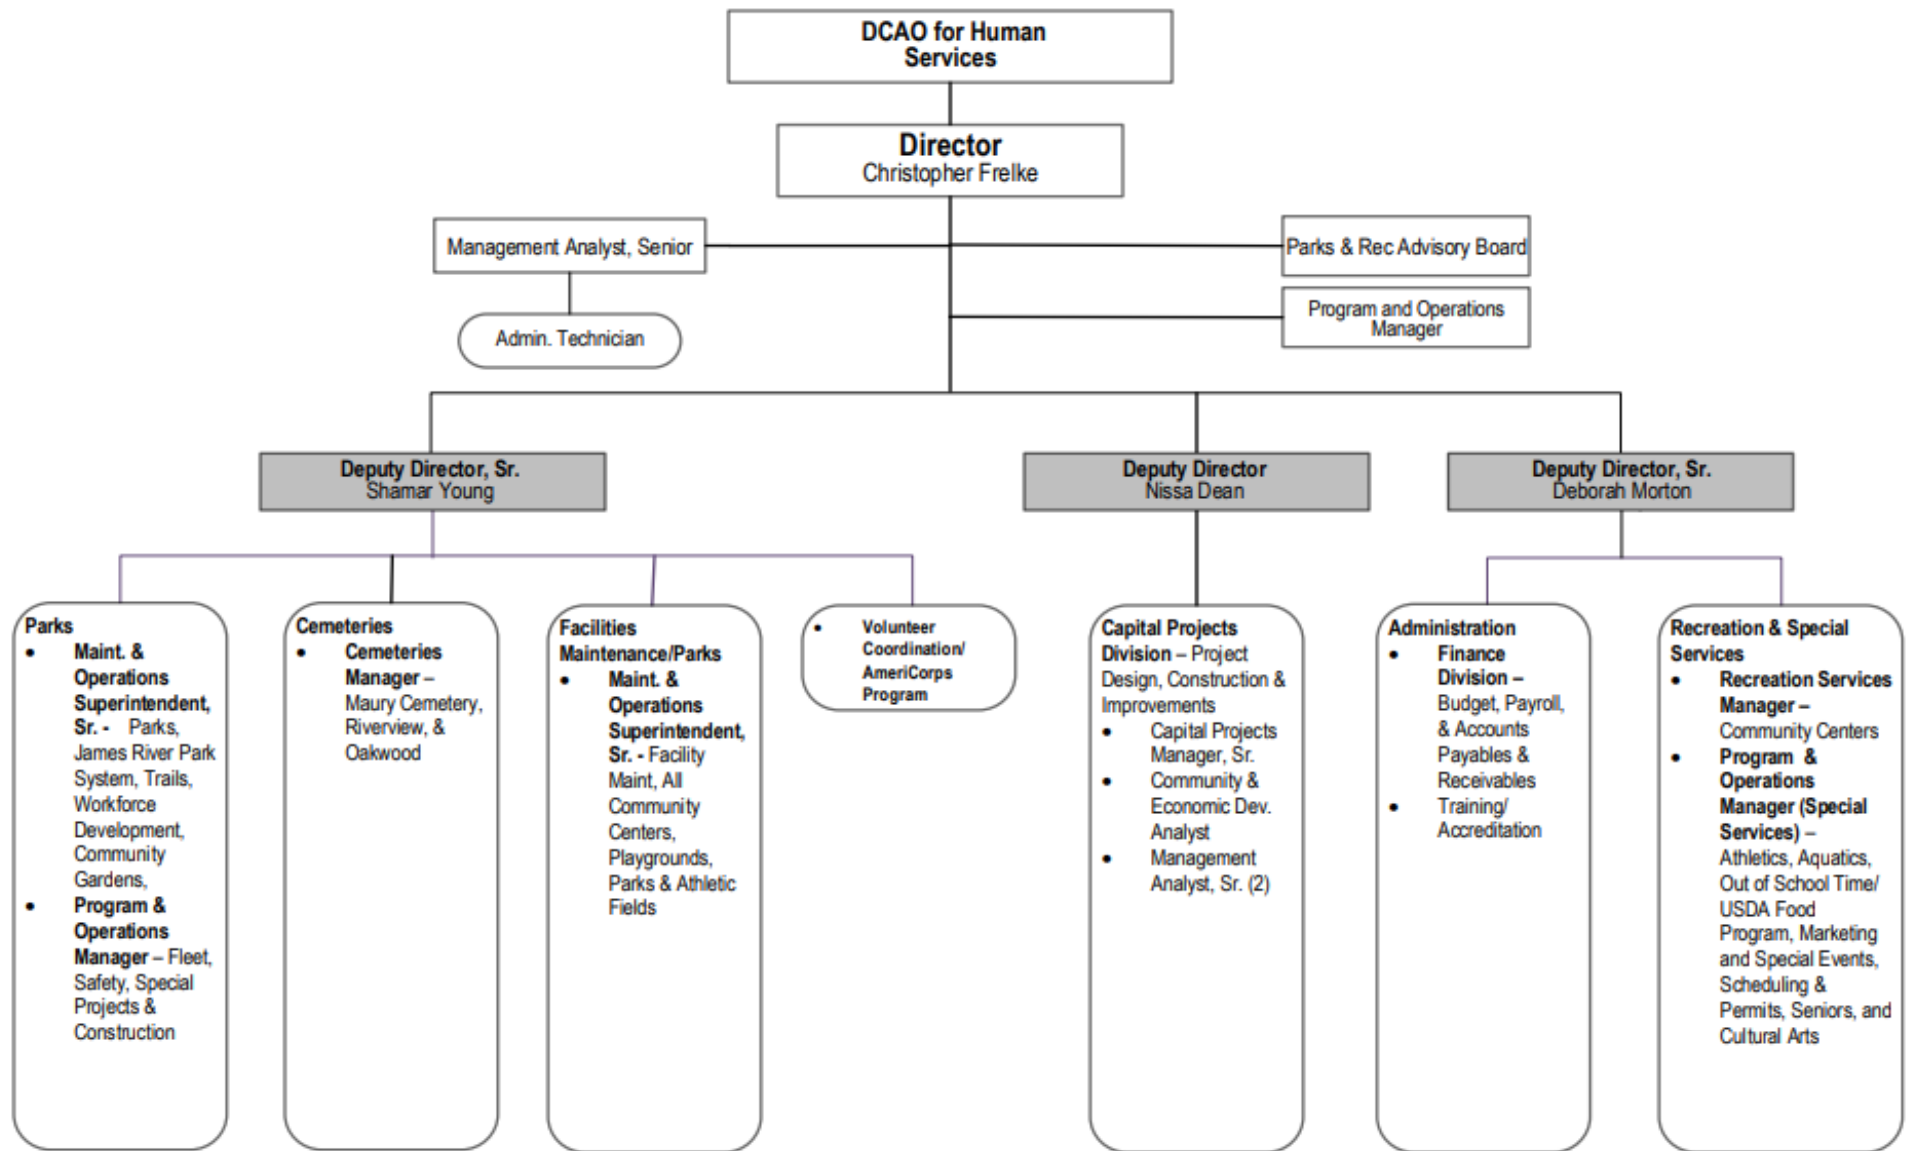 DCAO for Human
Services
Director
Christopher Frelke
Management Analyst, Senior
Parks & Rec Advisory Board
Program and Operations
Manager
Admin. Technician
Deputy Director, Sr.
Shamar Young
Deputy Director
Nissa Dean
Deputy Director, Sr.
Deborah Morton
Parks
• Maint. &
Operations
Superintendent,
Sr. - Parks,
James River Park
System, Trails,
Workforce
Development,
Community
Gardens,
• Program &
Operations
Manager – Fleet,
Safety, Special
Projects &
Construction
Cemeteries
• Cemeteries
Manager –
Maury Cemetery,
Riverview, &
Oakwood
Facilities
Maintenance/Parks
• Maint. &
Operations
Superintendent,
Sr. - Facility
Maint, All
Community
Centers,
Playgrounds,
Parks & Athletic
Fields
• Volunteer
Coordination/
AmeriCorps
Program
Capital Projects
Division – Project
Design, Construction &
Improvements
• Capital Projects
Manager, Sr.
• Community &
Economic Dev.
Analyst
• Management
Analyst, Sr. (2)
Administration
• Finance
Division –
Budget, Payroll,
& Accounts
Payables &
Receivables
• Training/
Accreditation
Recreation & Special
Services
• Recreation Services
Manager –
Community Centers
• Program &
Operations
Manager (Special
Services) –
Athletics, Aquatics,
Out of School Time/
USDA Food
Program, Marketing
and Special Events,
Scheduling &
Permits, Seniors, and
Cultural Arts